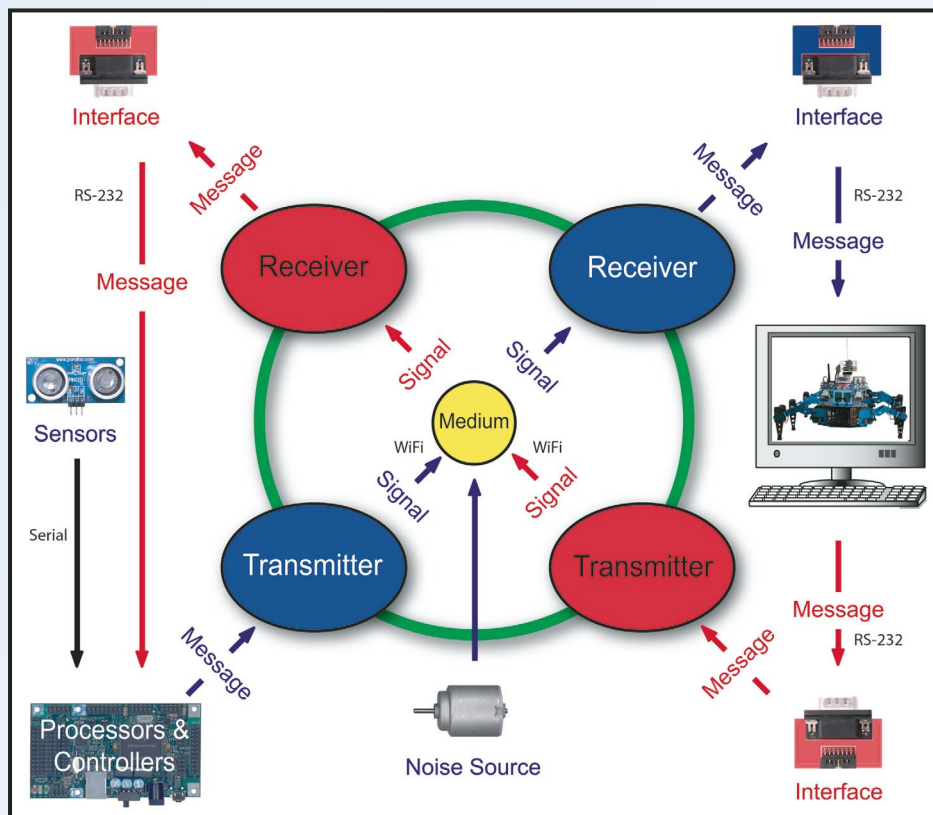 Interface
Interface
RS-232
Message
Message
RS-232
Message
Message
Receiver
Receiver
Signal
Signal
Sensors
Medium
WiFi
WiFi
Signal
Signal
Serial
Transmitter
Transmitter
Message
Message
RS-232
Message
Processors &
Controllers
Noise Source
Interface